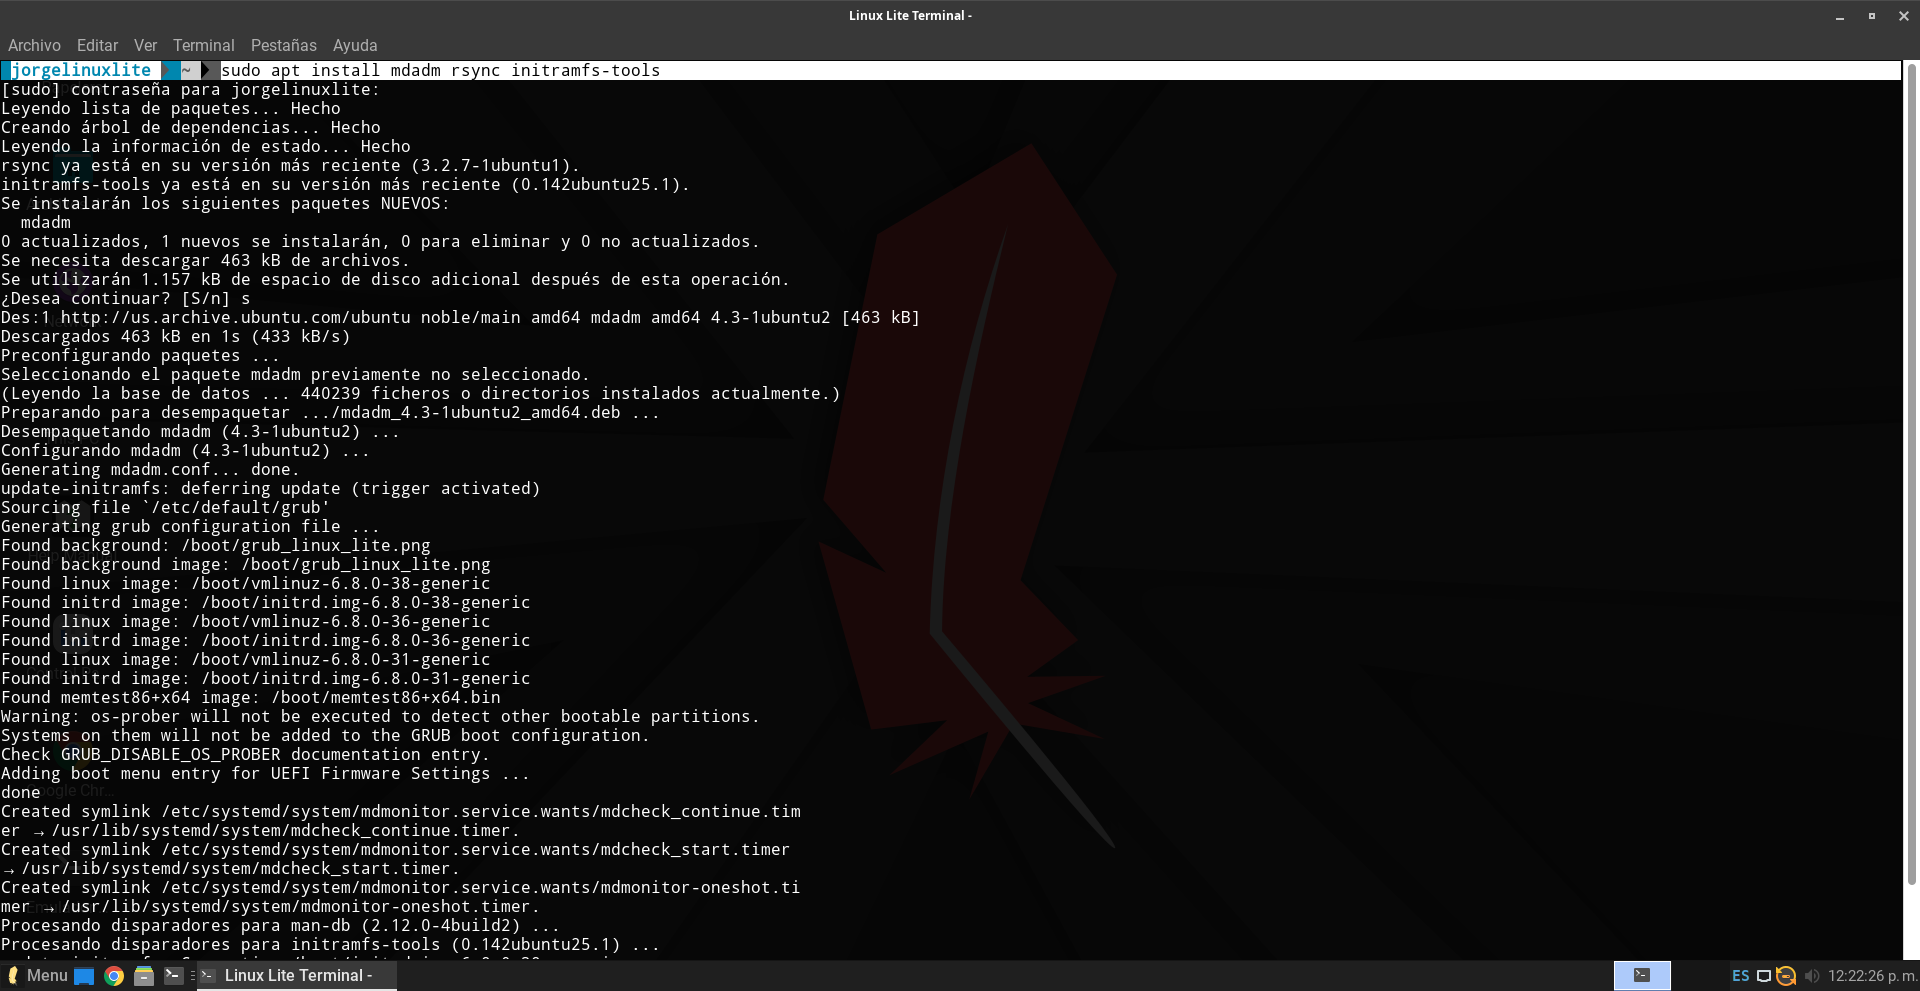 Linux Lite Terminal -
Archivo Editar Ver Terminal Pestañas Ayuda
jorgelinuxlite ~ sudo apt install mdadm rsync initramfs-tools
[sudo] contraseña para jorgelinuxlite:
Leyendo lista de paquetes... Hecho
Creando árbol de dependencias... Hecho
Leyendo la información de estado... Hecho
rsync ya está en su versión más reciente (3.2.7-1ubuntu1).
initramfs-tools ya está en su versión más reciente (0.142ubuntu25.1).
Se instalarán los siguientes paquetes NUEVOS:
mdadm
0 actualizados, 1 nuevos se instalarán, 0 para eliminar y 0 no actualizados.
Se necesita descargar 463 kB de archivos.
Se utilizarán 1.157 kB de espacio de disco adicional después de esta operación.
¿Desea continuar? [S/n] s
Des:1 http://us.archive.ubuntu.com/ubuntu noble/main amd64 mdadm amd64 4.3-1ubuntu2 [463 kB]
Descargados 463 kB en 1s (433 kB/s)
Preconfigurando paquetes ...
Seleccionando el paquete mdadm previamente no seleccionado.
(Leyendo la base de datos ... 440239 ficheros o directorios instalados actualmente.)
Preparando para desempaquetar .../mdadm_4.3-1ubuntu2_amd64.deb ...
Desempaquetando mdadm (4.3-1ubuntu2) ...
Configurando mdadm (4.3-1ubuntu2) ...
Generating mdadm.conf... done.
update-initramfs: deferring update (trigger activated)
Sourcing file `/etc/default/grub'
Generating grub configuration file ...
Found background: /boot/grub_linux_lite.png
Found background image: /boot/grub_linux_lite.png
Found linux image: /boot/vmlinuz-6.8.0-38-generic
Found initrd image: /boot/initrd.img-6.8.0-38-generic
Found linux image: /boot/vmlinuz-6.8.0-36-generic
Found initrd image: /boot/initrd.img-6.8.0-36-generic
Found linux image: /boot/vmlinuz-6.8.0-31-generic
Found initrd image: /boot/initrd.img-6.8.0-31-generic
Found memtest86+x64 image: /boot/memtest86+x64.bin
Warning: os-prober will not be executed to detect other bootable partitions.
Systems on them will not be added to the GRUB boot configuration.
Check GRUB_DISABLE_OS_PROBER documentation entry.
Adding boot menu entry for UEFI Firmware Settings ...
done
Created symlink /etc/systemd/system/mdmonitor.service.wants/mdcheck_continue.tim
er → /usr/lib/systemd/system/mdcheck_continue.timer.
Created symlink /etc/systemd/system/mdmonitor.service.wants/mdcheck_start.timer
→ /usr/lib/systemd/system/mdcheck_start.timer.
Created symlink /etc/systemd/system/mdmonitor.service.wants/mdmonitor-oneshot.ti
mer → /usr/lib/systemd/system/mdmonitor-oneshot.timer.
Procesando disparadores para man-db (2.12.0-4build2) ...
Procesando disparadores para initramfs-tools (0.142ubuntu25.1) ...
Menu Linux Lite Terminal - ES 12:22:26 p. m.